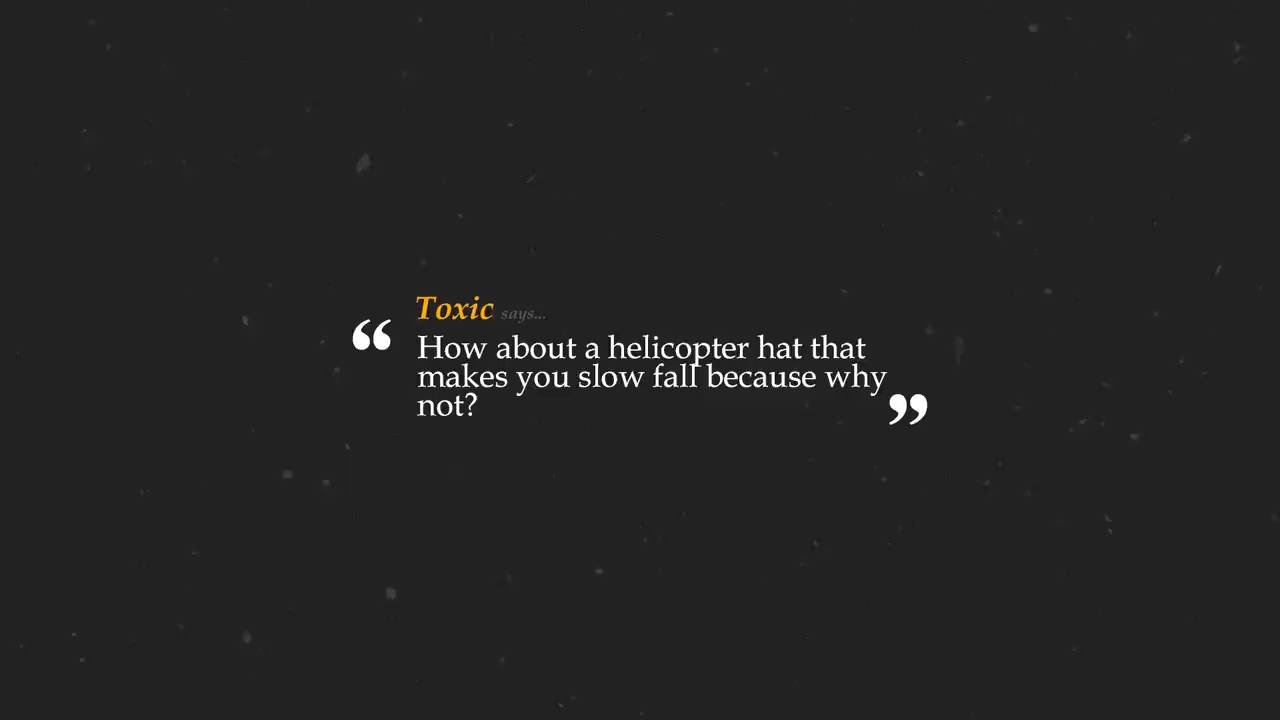 Toxic says...
“ How about a helicopter hat that
makes you slow fall because why
not? ”